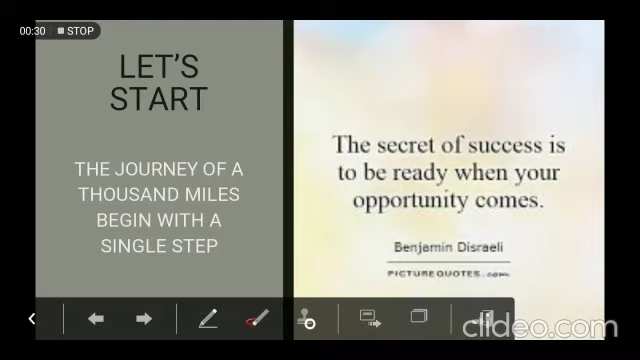 00:30 STOP
LET'S
START
THE JOURNEY OF A
THOUSAND MILES
BEGIN WITH A
SINGLE STEP
The secret of success is
to be ready when your
opportunity comes.
Benjamin Disraeli
PICTUREQUOTES.com
clideo.com